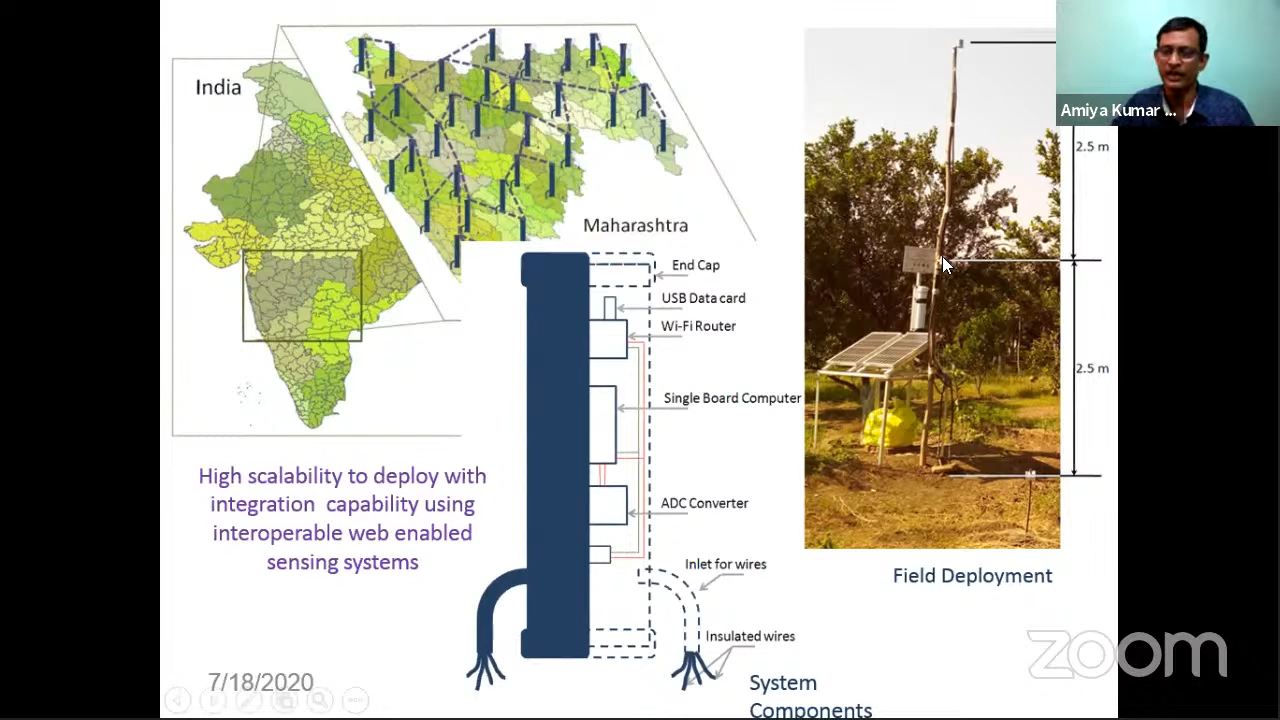 India
Maharashtra
Amiya Kumar ...
2.5 m
2.5 m
End Cap
USB Data card
Wi-Fi Router
Single Board Computer
ADC Converter
Inlet for wires
Insulated wires
High scalability to deploy with
integration capability using
interoperable web enabled
sensing systems
Field Deployment
System
Components
7/18/2020
zoom